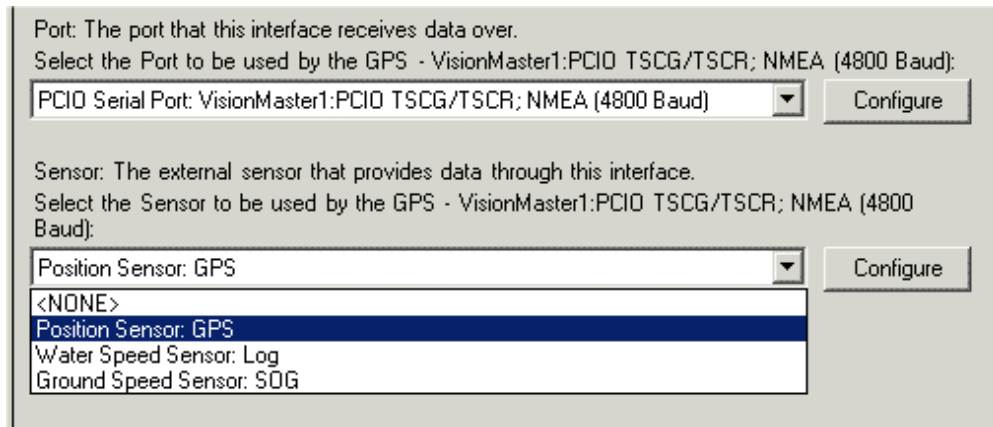 Port: The port that this interface receives data over.
Select the Port to be used by the GPS - VisionMaster1:PCIO TSCG/TSCR; NMEA (4800 Baud):
PCIO Serial Port: VisionMaster1:PCIO TSCG/TSCR; NMEA (4800 Baud)
Configure
Sensor: The external sensor that provides data through this interface.
Select the Sensor to be used by the GPS - VisionMaster1:PCIO TSCG/TSCR; NMEA (4800
Baud):
Position Sensor: GPS
Configure
<NONE>
Position Sensor: GPS
Water Speed Sensor: Log
Ground Speed Sensor: SOG